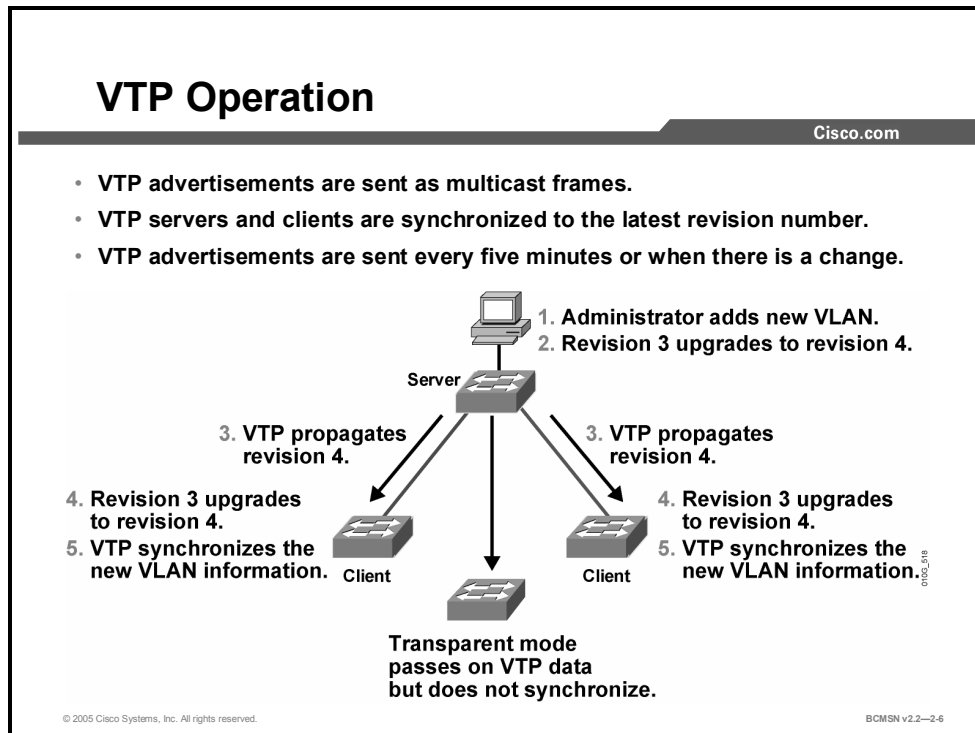 VTP Operation
Cisco.com
• VTP advertisements are sent as multicast frames.
• VTP servers and clients are synchronized to the latest revision number.
• VTP advertisements are sent every five minutes or when there is a change.
1. Administrator adds new VLAN.
2. Revision 3 upgrades to revision 4.
Server
3. VTP propagates
revision 4.
3. VTP propagates
revision 4.
4. Revision 3 upgrades
to revision 4.
5. VTP synchronizes the
new VLAN information.
Client
Client
4. Revision 3 upgrades
to revision 4.
5. VTP synchronizes the
new VLAN information.
010G_518
Transparent mode
passes on VTP data
but does not synchronize.
© 2005 Cisco Systems, Inc. All rights reserved.
BCMSN v2.2—2-6